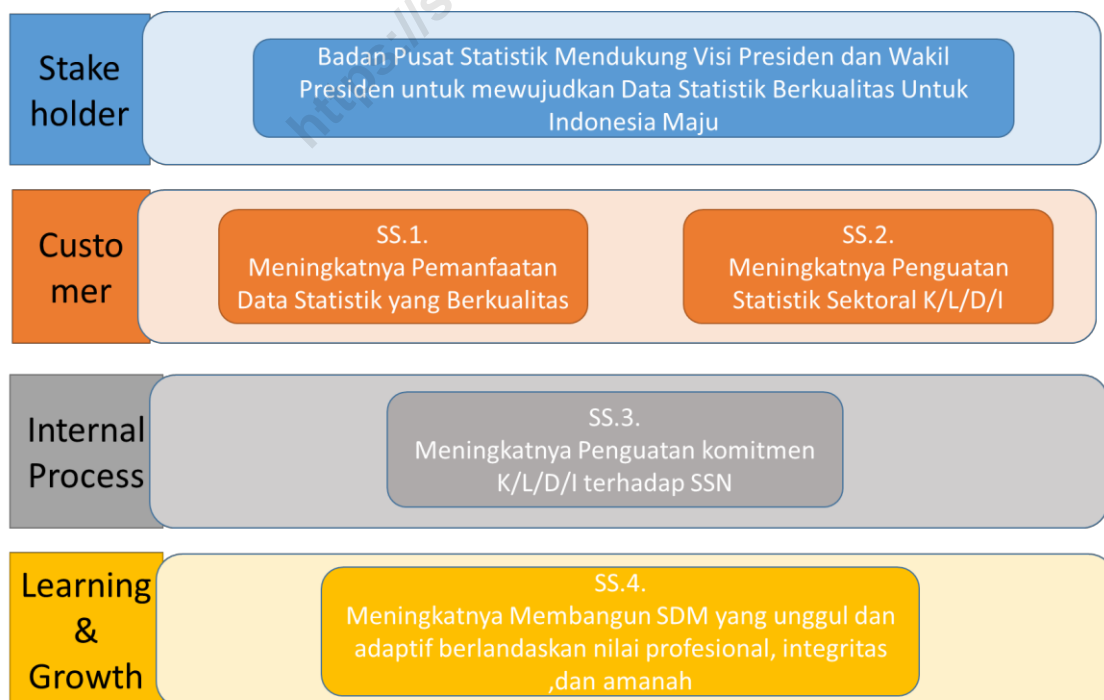 https://s
Stake
holder
Badan Pusat Statistik Mendukung Visi Presiden dan Wakil
Presiden untuk mewujudkan Data Statistik Berkualitas Untuk
Indonesia Maju
Custo
mer
SS.1.
Meningkatnya Pemanfaatan
Data Statistik yang Berkualitas
SS.2.
Meningkatnya Penguatan
Statistik Sektoral K/L/D/I
Internal
Process
SS.3.
Meningkatnya Penguatan komitmen
K/L/D/I terhadap SSN
Learning
&
Growth
SS.4.
Meningkatnya Membangun SDM yang unggul dan
adaptif berlandaskan nilai profesional, integritas
,dan amanah